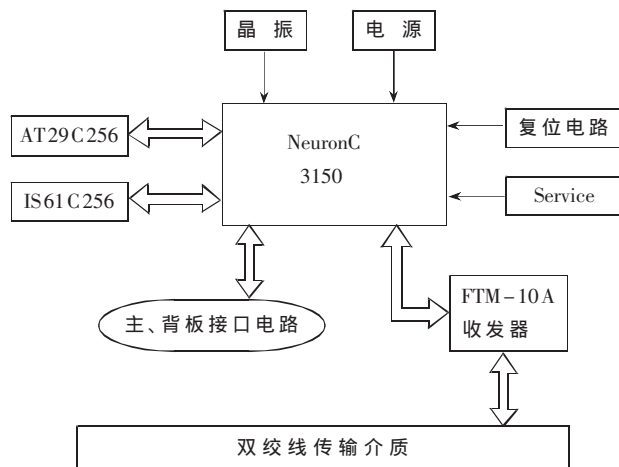 晶振
电源
AT29C256
NeuronC
3150
复位电路
IS61C256
Service
主、背板接口电路
FTM-10A
收发器
双绞线传输介质